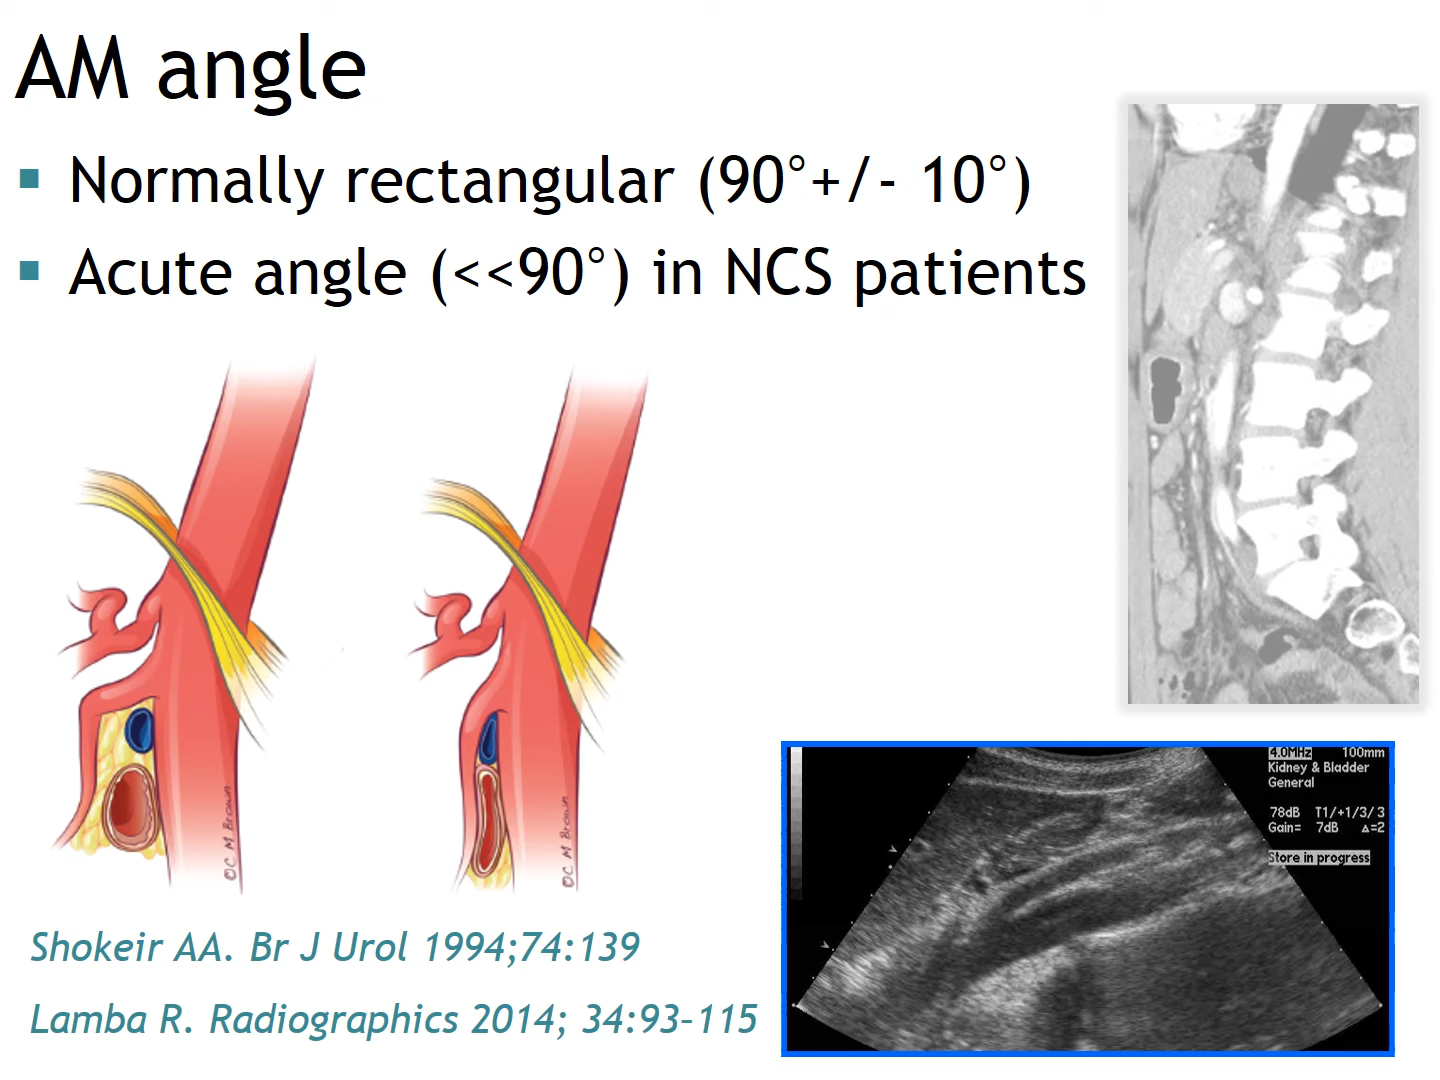 AM angle
Normally rectangular (90°+/- 10°)
Acute angle (<<90°) in NCS patients
©C M Brown
©C M Brown
4.0MHz 100mm
Kidney & Bladder
General
78dB T1/+1/3/ 3
Gain= 7dB Δ=2
Store in progress
Shokeir AA. Br J Urol 1994;74:139
Lamba R. Radiographics 2014; 34:93–115